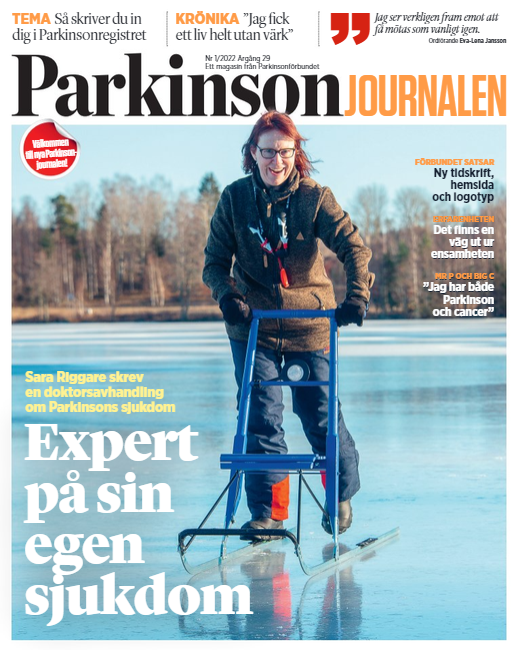 TEMA Så skriver du in
dig i Parkinsonregistret
KRÖNIKA ”Jag fick
ett liv helt utan värk”
Jag ser verkligen fram emot att
få mötas som vanligt igen.
Ordförande Eva-Lena Jansson
Nr 1/2022 Årgång 29
Ett magasin från Parkinsonförbundet
ParkinsonJOURNALEN
Välkommen
till nya Parkinson-
journalen!
FÖRBUNDET SATSAR
Ny tidskrift,
hemsida
och logotyp
Det finns en
väg ut ur
ensamheten
MR P OCH BIG C
”Jag har både
Parkinson
och cancer”
Sara Riggare skrev
en doktorsavhandling
om Parkinsons sjukdom
Expert
på sin
egen
sjukdom